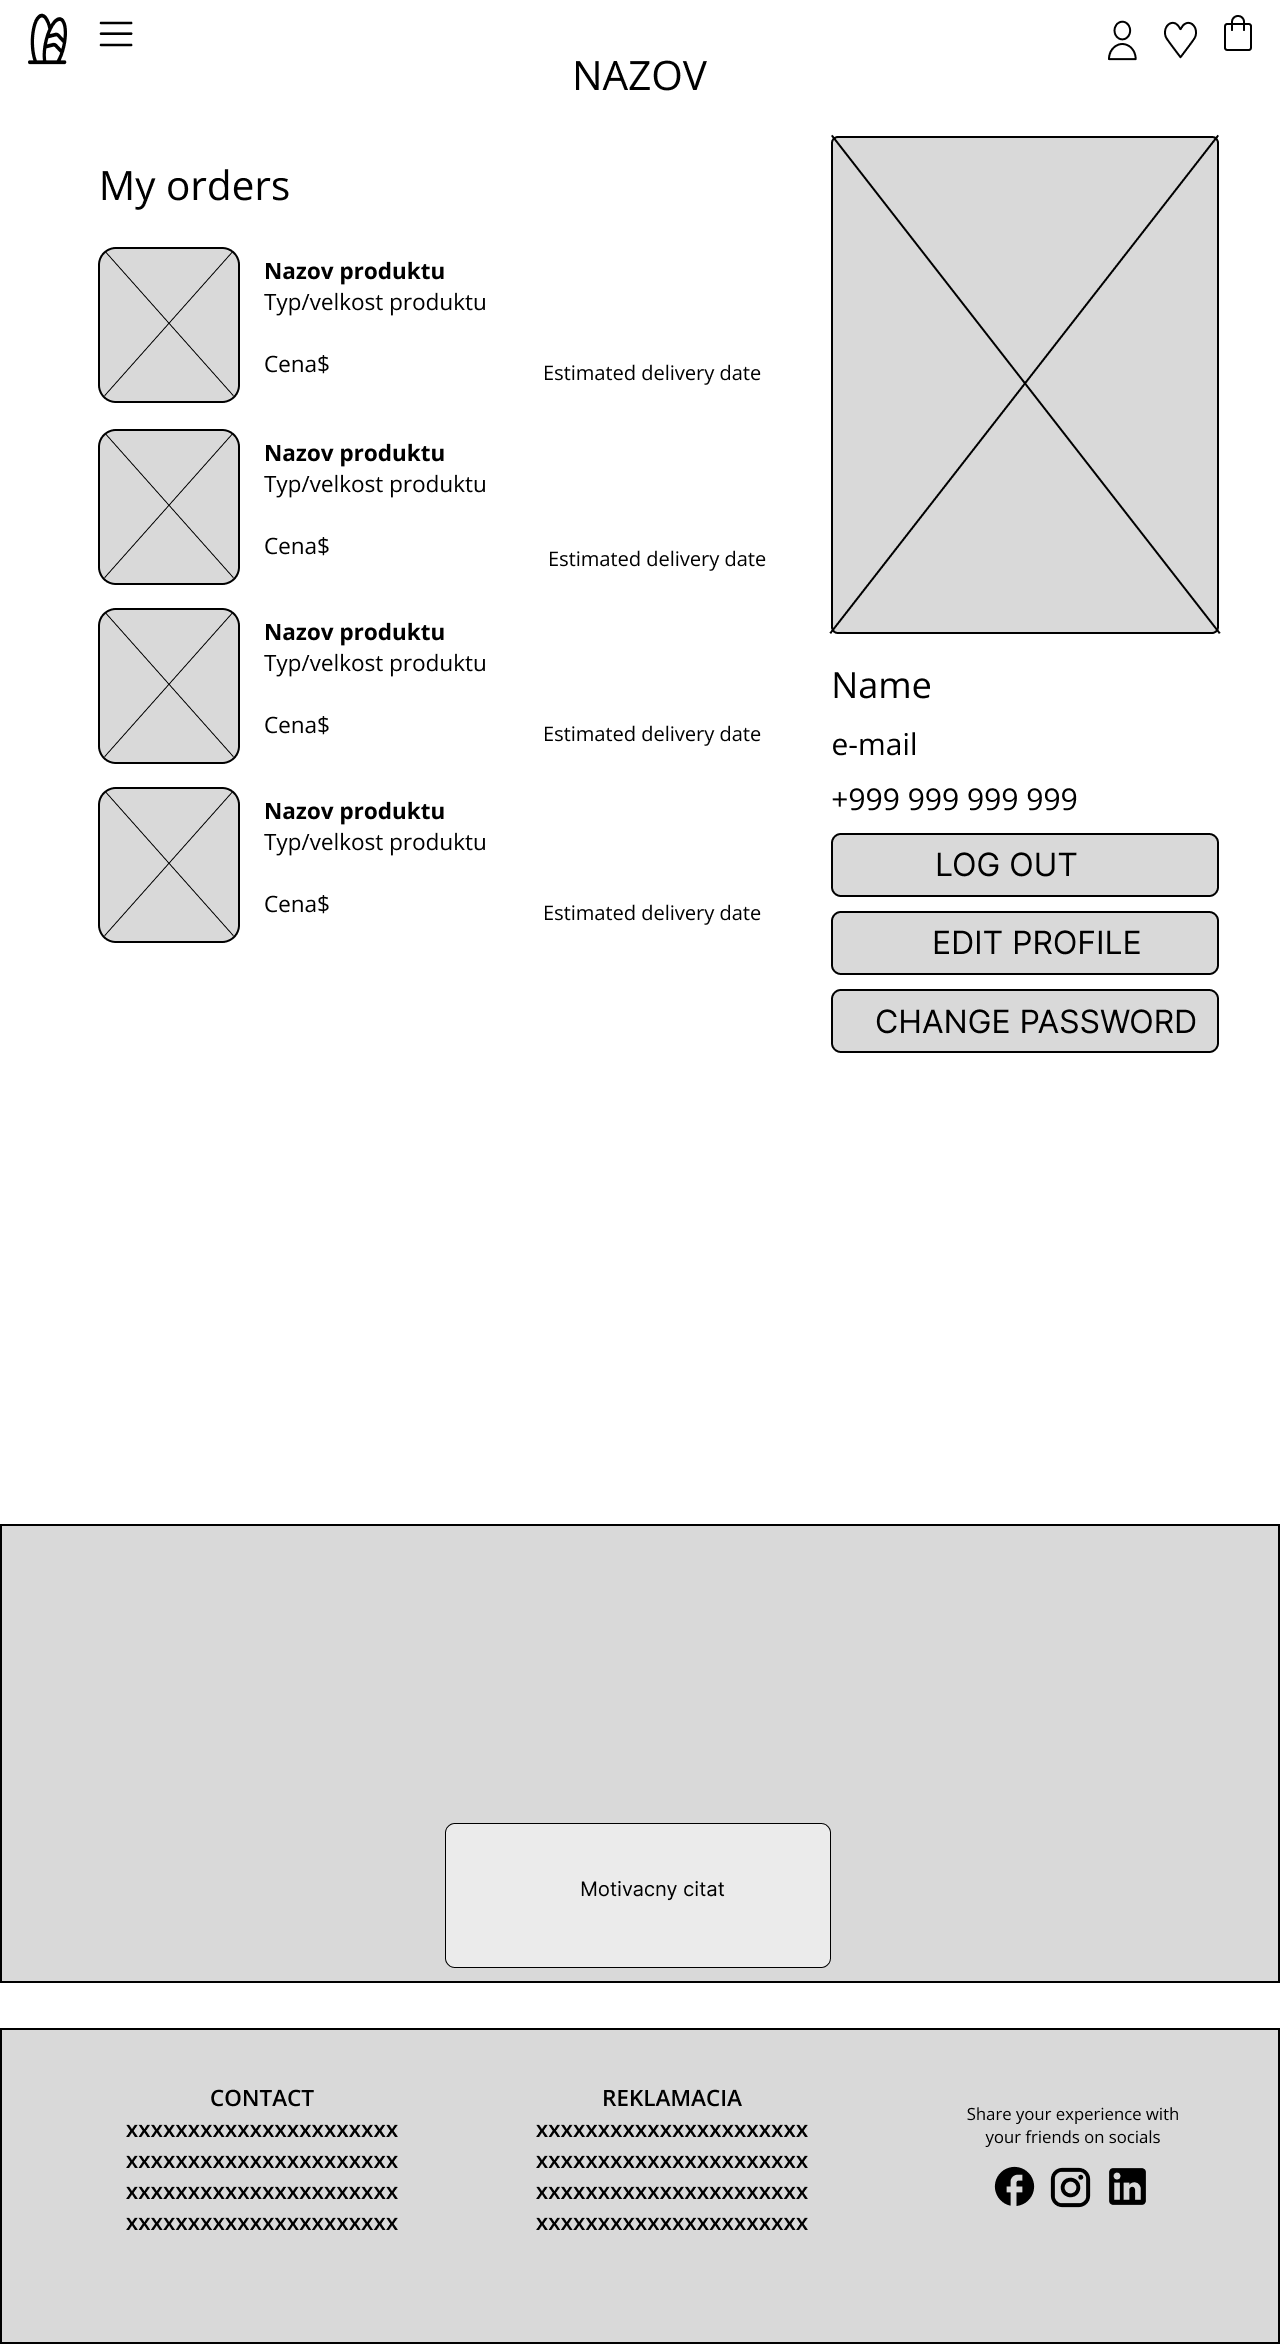 NAZOV
My orders
Nazov produktu
Typ/velkost produktu
Cena$
Estimated delivery date
Nazov produktu
Typ/velkost produktu
Cena$
Estimated delivery date
Nazov produktu
Typ/velkost produktu
Cena$
Estimated delivery date
Nazov produktu
Typ/velkost produktu
Cena$
Estimated delivery date
Name
e-mail
+999 999 999 999
LOG OUT
EDIT PROFILE
CHANGE PASSWORD
Motivacny citat
CONTACT
xxxxxxxxxxxxxxxxxxxxxx
xxxxxxxxxxxxxxxxxxxxxx
xxxxxxxxxxxxxxxxxxxxxx
xxxxxxxxxxxxxxxxxxxxxx
REKLAMACIA
xxxxxxxxxxxxxxxxxxxxxx
xxxxxxxxxxxxxxxxxxxxxx
xxxxxxxxxxxxxxxxxxxxxx
xxxxxxxxxxxxxxxxxxxxxx
Share your experience with
your friends on socials